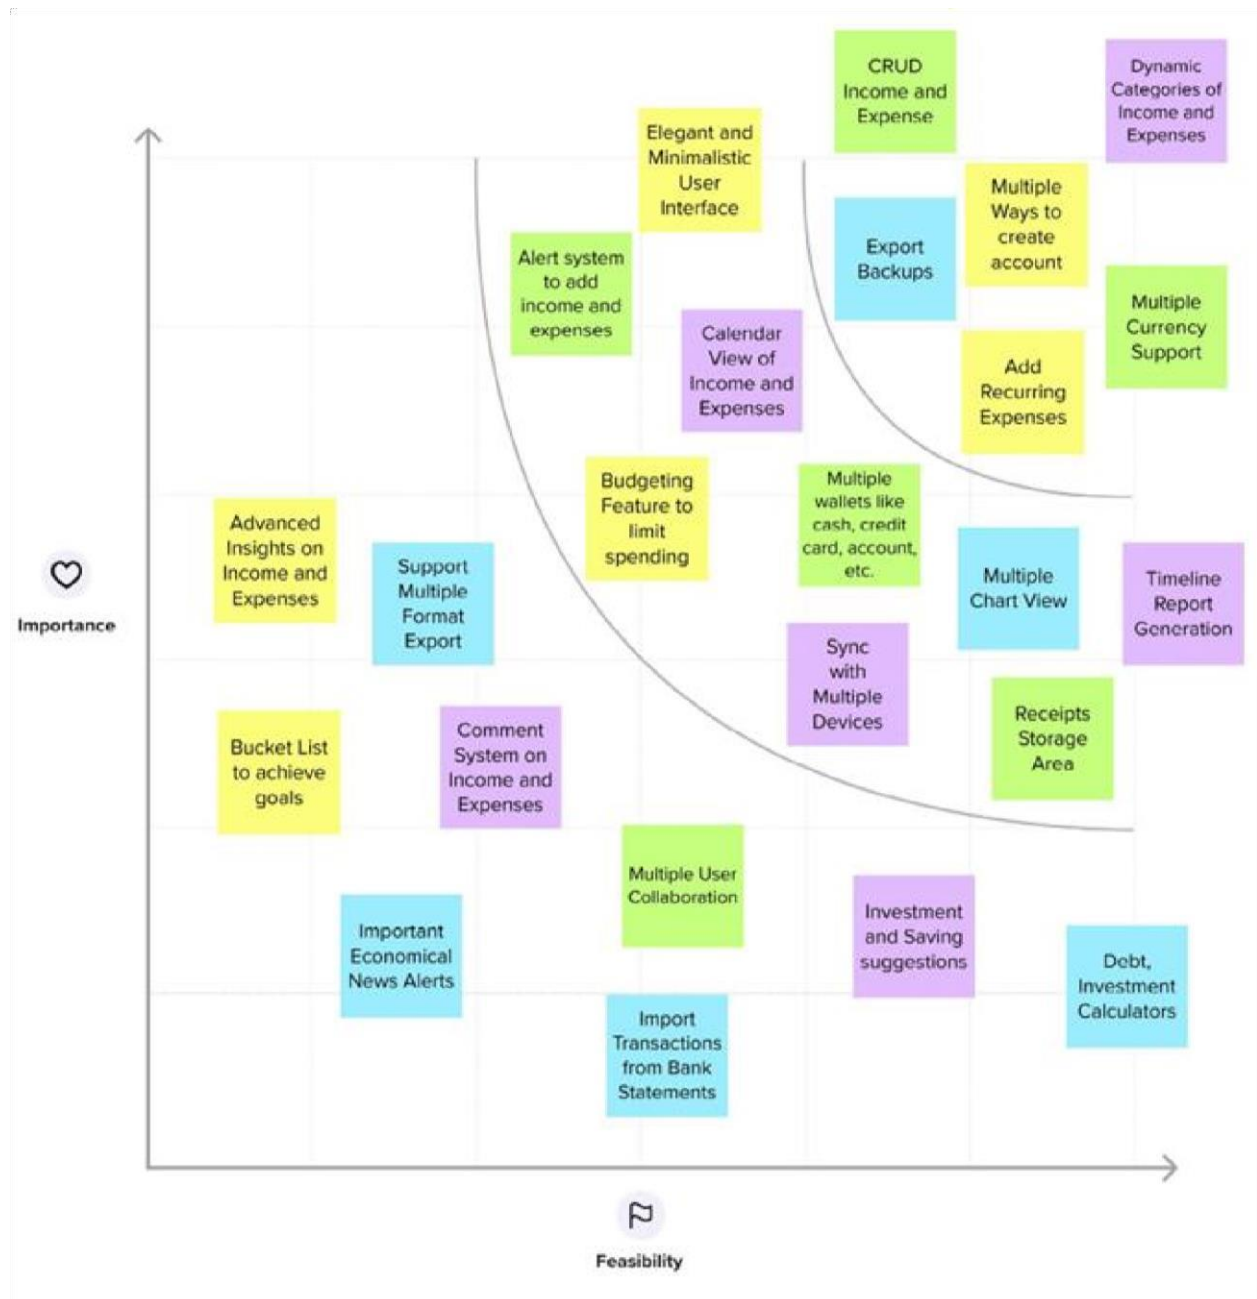 CRUD
Income and
Expense
Dynamic
Categories of
Income and
Expenses
Elegant and
Minimalistic
User
Interface
Multiple
Ways to
create
account
Export
Backups
Alert system
to add
income and
expenses
Multiple
Currency
Support
Calendar
View of
Income and
Expenses
Add
Recurring
Expenses
Budgeting
Feature to
limit
spending
Multiple
wallets like
cash, credit
card, account,
etc.
Advanced
Insights on
Income and
Expenses
Support
Multiple
Format
Export
Multiple
Chart View
Timeline
Report
Generation
Importance
Sync
with
Multiple
Devices
Receipts
Storage
Area
Bucket List
to achieve
goals
Comment
System on
Income and
Expenses
Multiple User
Collaboration
Investment
and Saving
suggestions
Important
Economical
News Alerts
Debt,
Investment
Calculators
Import
Transactions
from Bank
Statements
Feasibility